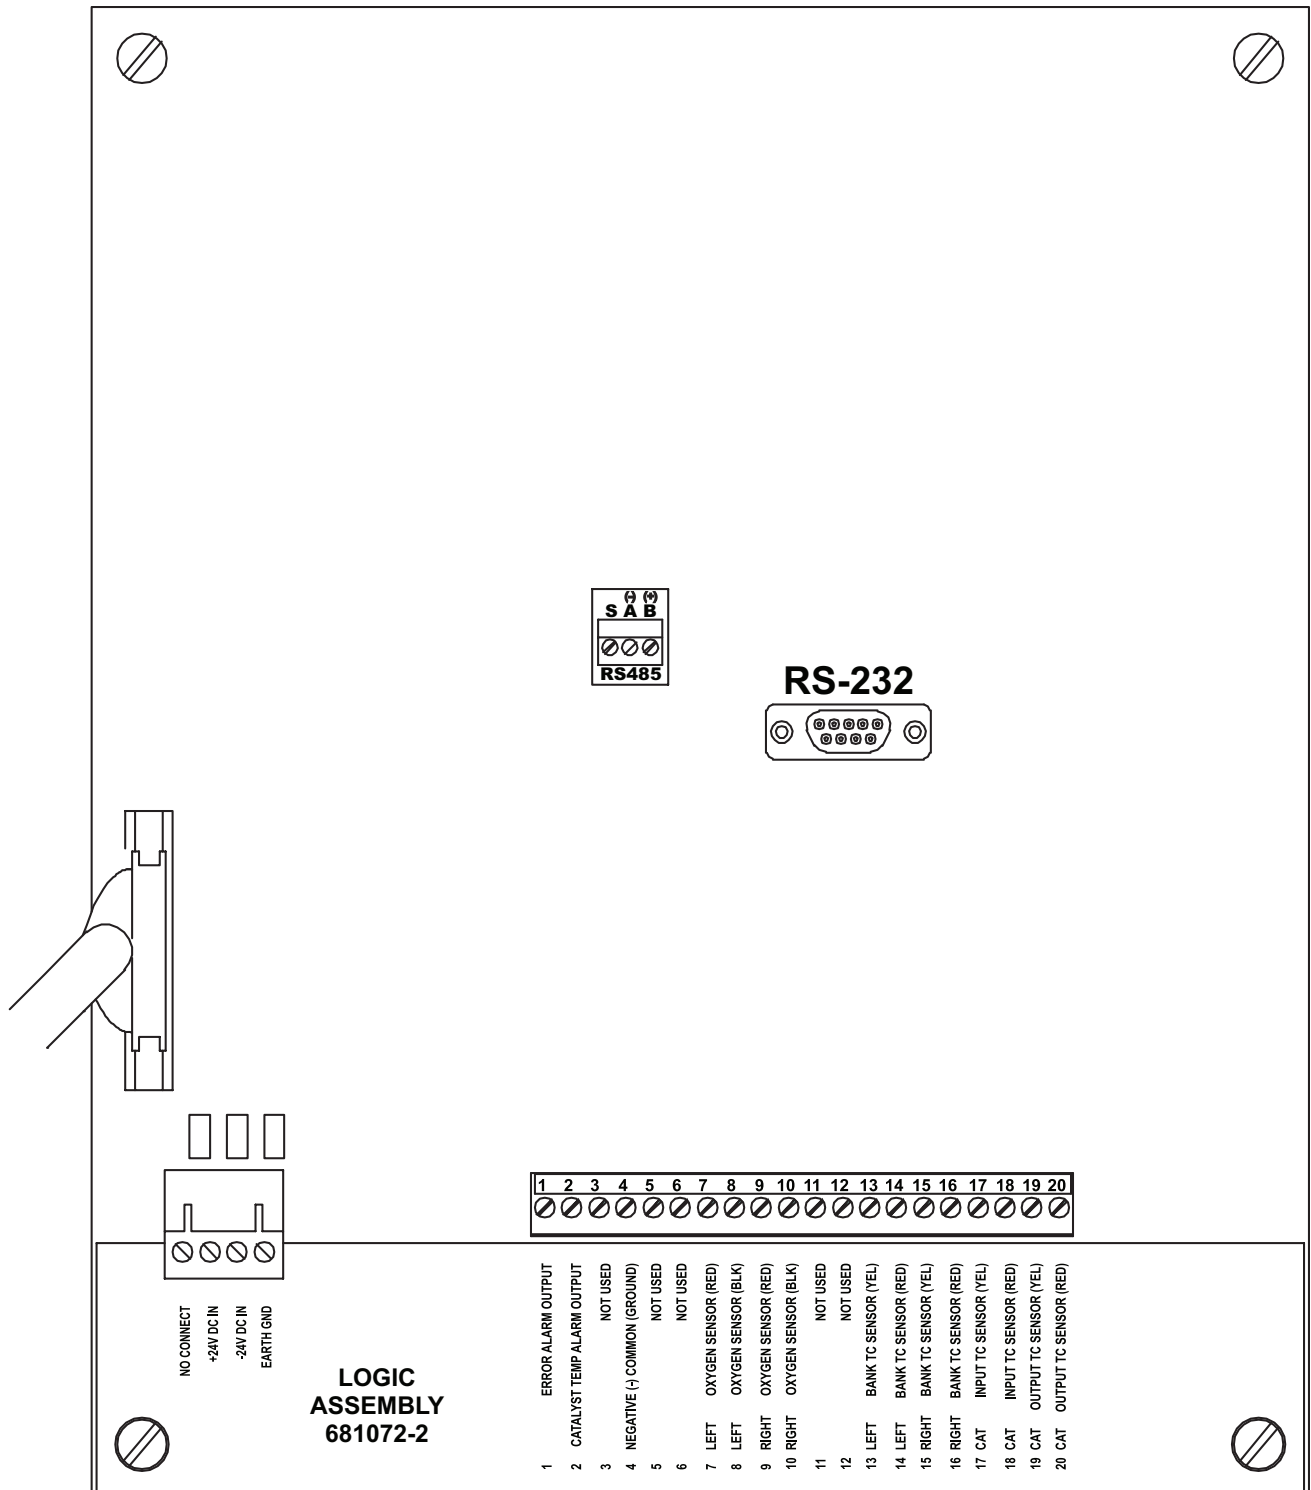 (-) (+)
S A B
RS485
RS-232
1 2 3 4 5 6 7 8 9 10 11 12 13 14 15 16 17 18 19 20
NO CONNECT
+24V DC IN
-24V DC IN
EARTH GND
LOGIC
ASSEMBLY
681072-2
1 ERROR ALARM OUTPUT
2 CATALYST TEMP ALARM OUTPUT
3 NOT USED
4 NEGATIVE (-) COMMON (GROUND)
5 NOT USED
6 NOT USED
7 LEFT OXYGEN SENSOR (RED)
8 LEFT OXYGEN SENSOR (BLK)
9 RIGHT OXYGEN SENSOR (RED)
10 RIGHT OXYGEN SENSOR (BLK)
11 NOT USED
12 NOT USED
13 LEFT BANK TC SENSOR (YEL)
14 LEFT BANK TC SENSOR (RED)
15 RIGHT BANK TC SENSOR (YEL)
16 RIGHT BANK TC SENSOR (RED)
17 CAT INPUT TC SENSOR (YEL)
18 CAT INPUT TC SENSOR (RED)
19 CAT OUTPUT TC SENSOR (YEL)
20 CAT OUTPUT TC SENSOR (RED)